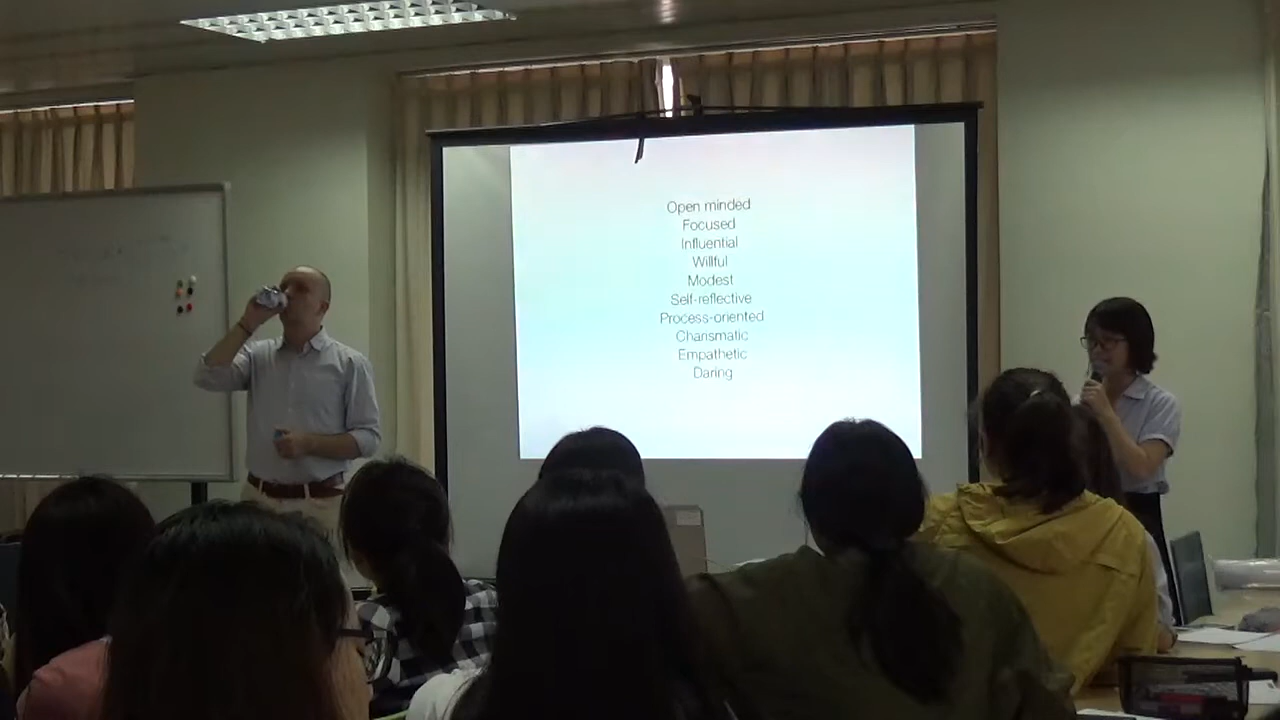 Open minded
Focused
Influential
Willful
Modest
Self-reflective
Process-oriented
Charismatic
Empathetic
Daring